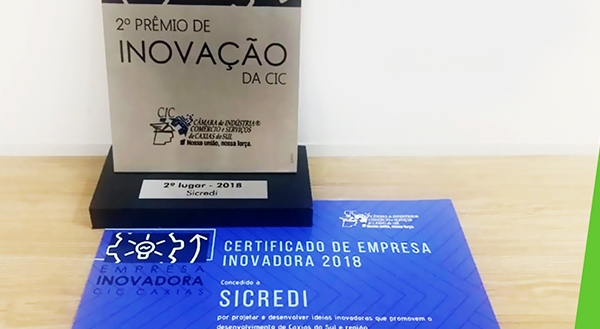 2º PRÊMIO DE
INOVAÇÃO
DA CIC
CIC
CÂMARA de INDÚSTRIA®
COMÉRCIO e SERVIÇOS
de CAXIAS do SUL
Nossa união, nossa força.
2º lugar - 2018
Sicredi
EMPRESA
INOVADORA
CIC CAXIAS
CERTIFICADO DE EMPRESA
INOVADORA 2018
Concedido a
SICREDI
por projetar e desenvolver ideias inovadoras que promovem o
desenvolvimento de Caxias do Sul e região